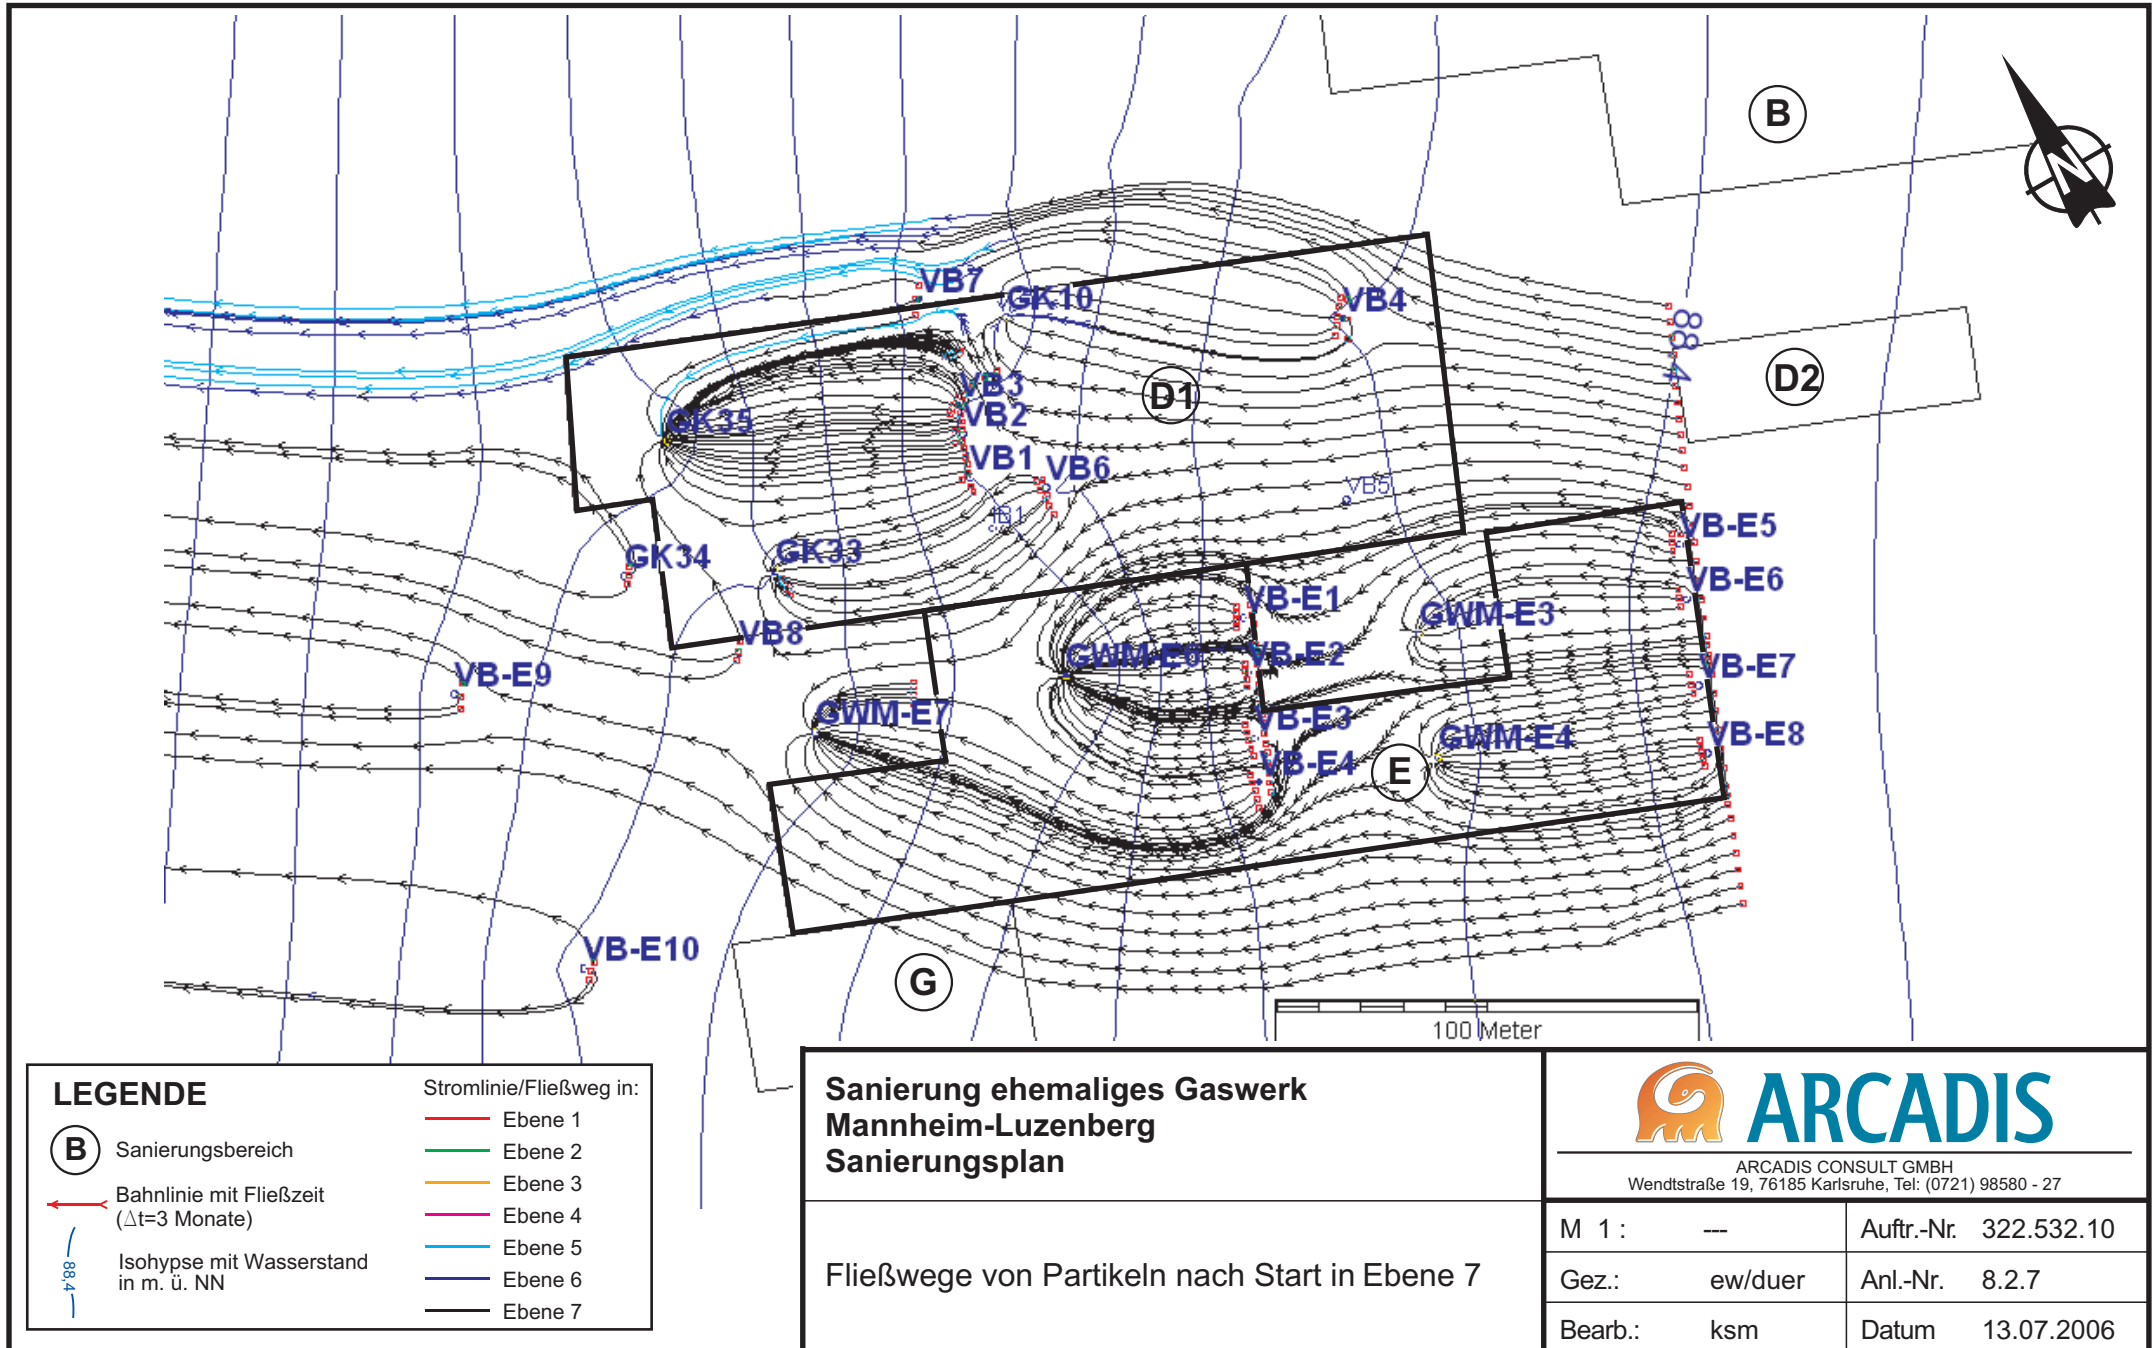 B
88,4
D2
VB7
GK10
VB4
D1
VB3
VB2
GK35
VB1
VB6
VB5
IB1
VB-E5
GK34
GK33
VB-E6
VB-E1
GWM-E3
VB8
GWM-E6
VB-E2
VB-E7
VB-E9
GWM-E7
VB-E3
GWM-E4
VB-E8
VB-E4
E
VB-E10
G
100 Meter
LEGENDE
B Sanierungsbereich
Bahnlinie mit Fließzeit
(Δt=3 Monate)
88,4
Isohypse mit Wasserstand
in m. ü. NN
Stromlinie/Fließweg in:
Ebene 1
Ebene 2
Ebene 3
Ebene 4
Ebene 5
Ebene 6
Ebene 7
Sanierung ehemaliges Gaswerk
Mannheim-Luzenberg
Sanierungsplan
Fließwege von Partikeln nach Start in Ebene 7
ARCADIS
ARCADIS CONSULT GMBH
Wendtstraße 19, 76185 Karlsruhe, Tel: (0721) 98580 - 27
M 1 : --- Auftr.-Nr. 322.532.10
Gez.: ew/duer Anl.-Nr. 8.2.7
Bearb.: ksm Datum 13.07.2006